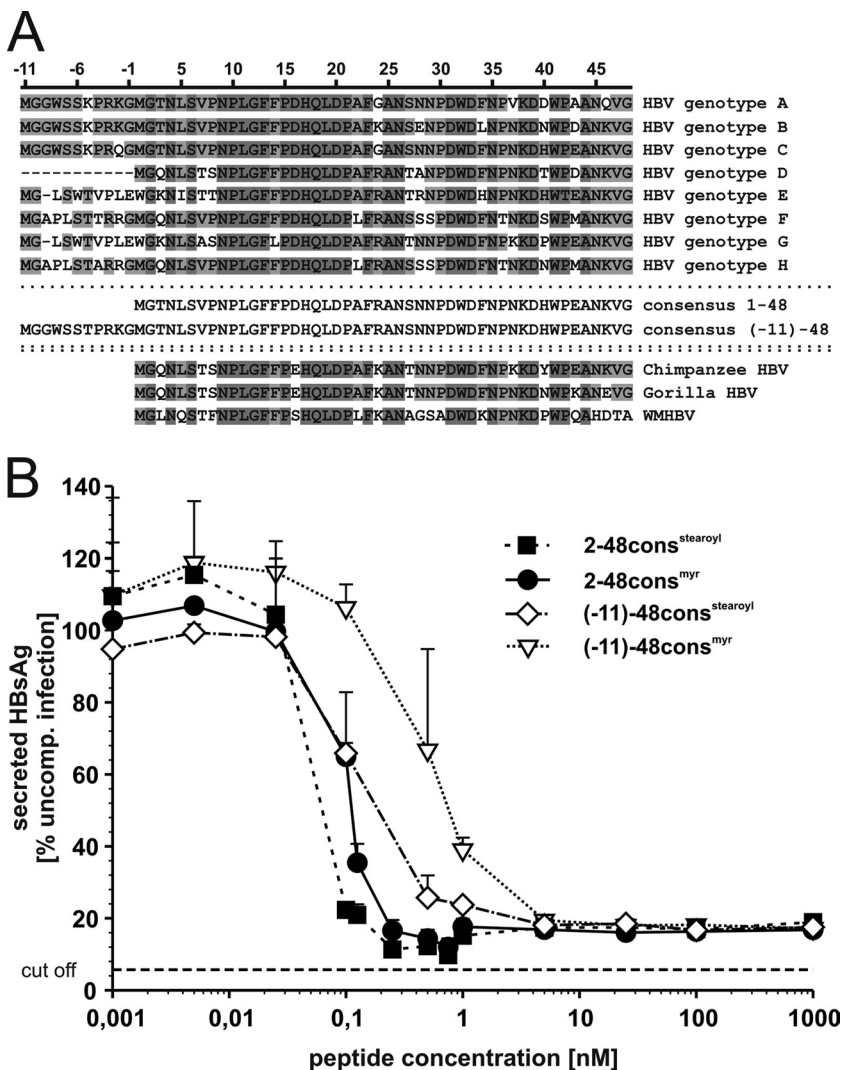 A
-11 -6 -1 5 10 15 20 25 30 35 40 45
MGGWSSKPRKGMGTNLSVPNPLGFFPDHQLDPAFGANSNNPDWDFNPVKDDWPAANQVG HBV genotype A
MGGWSSKPRKGMGTNLSVPNPLGFFPDHQLDPAFKANSENPDWDLNPNKDNWPDANKVG HBV genotype B
MGGWSSKPRQGMGTNLSVPNPLGFFPDHQLDPAFGANSNNPDWDFNPNKDHWPEANKVG HBV genotype C
-----------MGQNLSTSNPLGFFPDHQLDPAFRANTANPDWDFNPNKDTWPDANKVG HBV genotype D
MG-LSWTVPLEWGKNISTTNPLGFFPDHQLDPAFRANTRNPDWDHNPNKDHWTEANKVG HBV genotype E
MGAPLSTTRRGMGQNLSVPNPLGFFPDHQLDPLFRANSSSPDWDFNTNKDSWPMANKVG HBV genotype F
MG-LSWTVPLEWGKNLSASNPLGFLPDHQLDPAFRANTNNPDWDFNPKKDPWPEANKVG HBV genotype G
MGAPLSTARRGMGQNLSVPNPLGFFPDHQLDPLFRANSSSPDWDFNTNKDNWPMANKVG HBV genotype H
MGTNLSVPNPLGFFPDHQLDPAFRANSNNPDWDFNPNKDHWPEANKVG consensus 1-48
MGGWSSTPRKGMGTNLSVPNPLGFFPDHQLDPAFRANSNNPDWDFNPNKDHWPEANKVG consensus (-11)-48
MGQNLSTSNPLGFFPEHQLDPAFKANTNNPDWDFNPKKDYWPEANKVG Chimpanzee HBV
MGQNLSTSNPLGFFPEHQLDPAFKANTNNPDWDFNPNKDNWPKANEVG Gorilla HBV
MGLNQSTFNPLGFFPSHQLDPLFKANAGSADWDKNPNKDPWPQAHDTA WMHBV
B
140
120
100
80
60
40
20
0
secreted HBsAg
[% uncomp. infection]
cut off
2-48cons^stearoyl
2-48cons^myr
(-11)-48cons^stearoyl
(-11)-48cons^myr
0,001 0,01 0,1 1 10 100 1000
peptide concentration [nM]